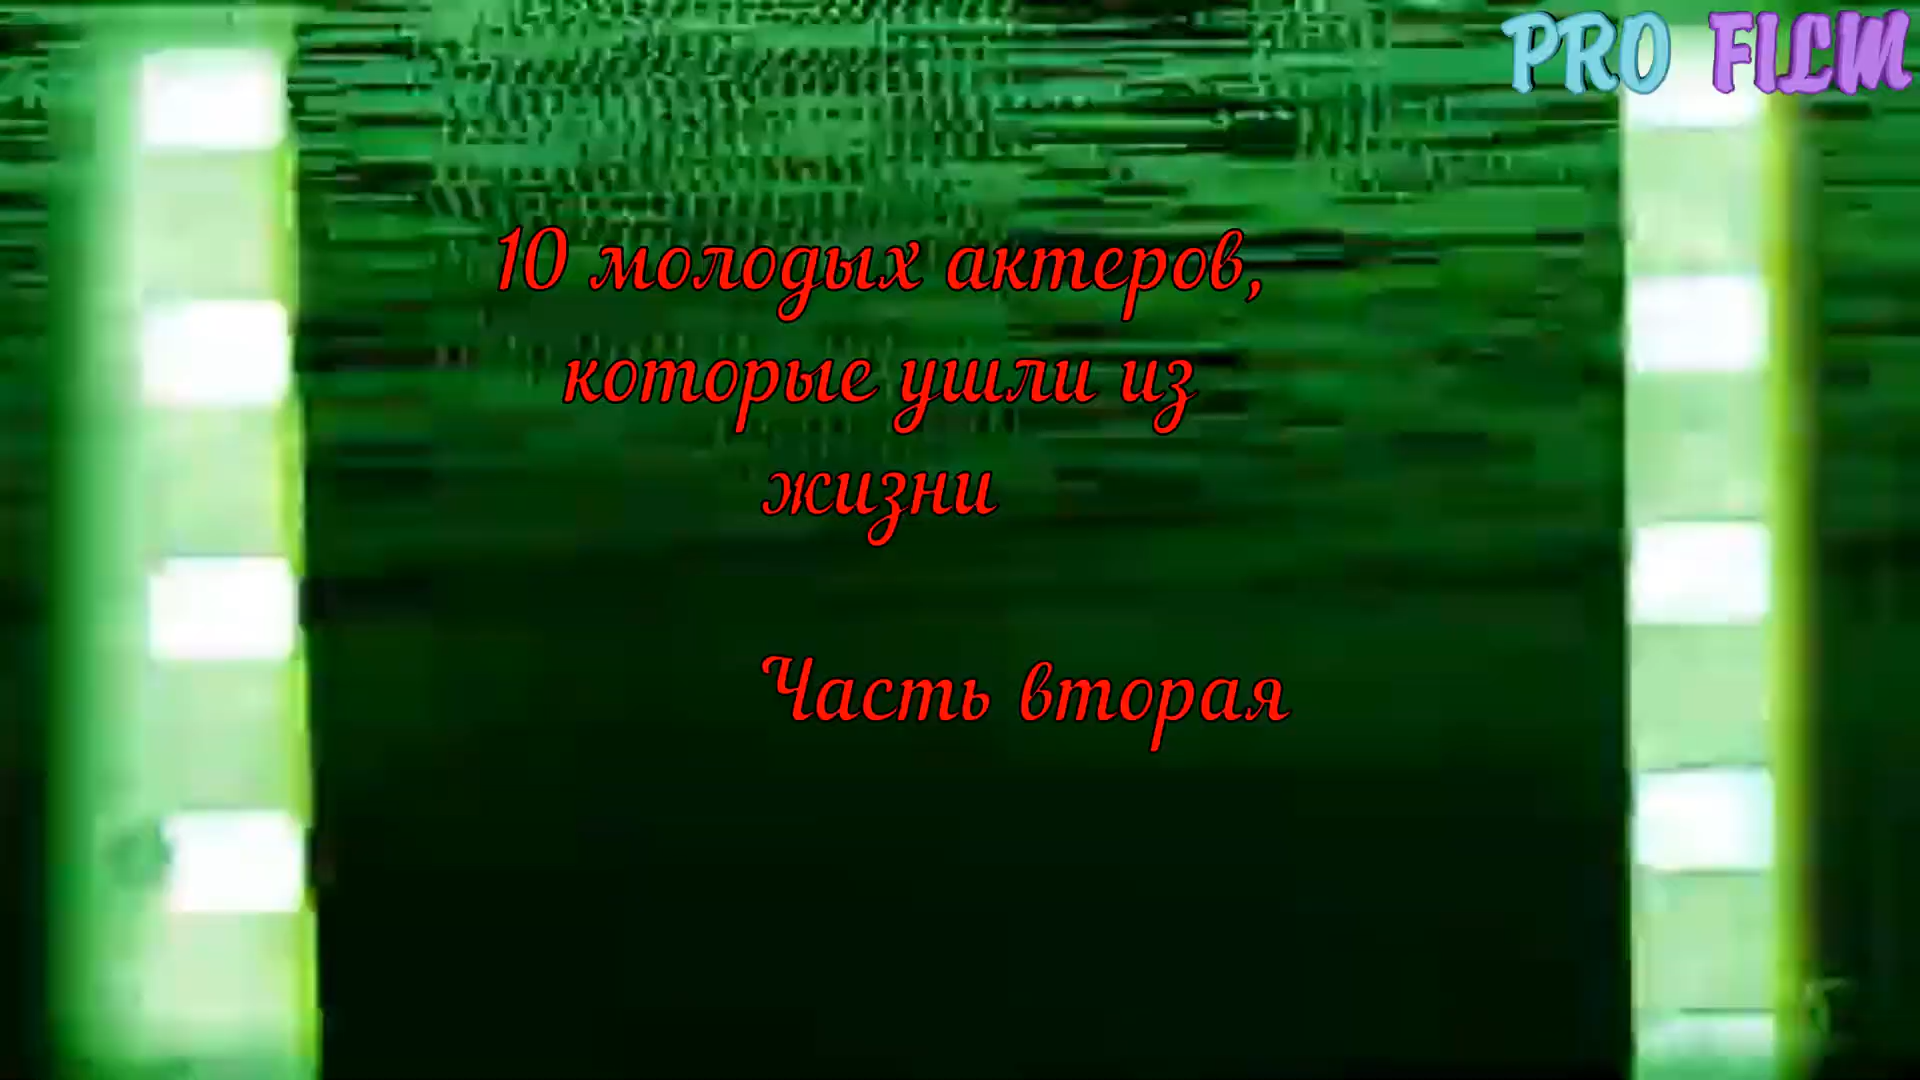 PRO FILM
10 молодых актеров,
которые ушли из
жизни
Часть вторая